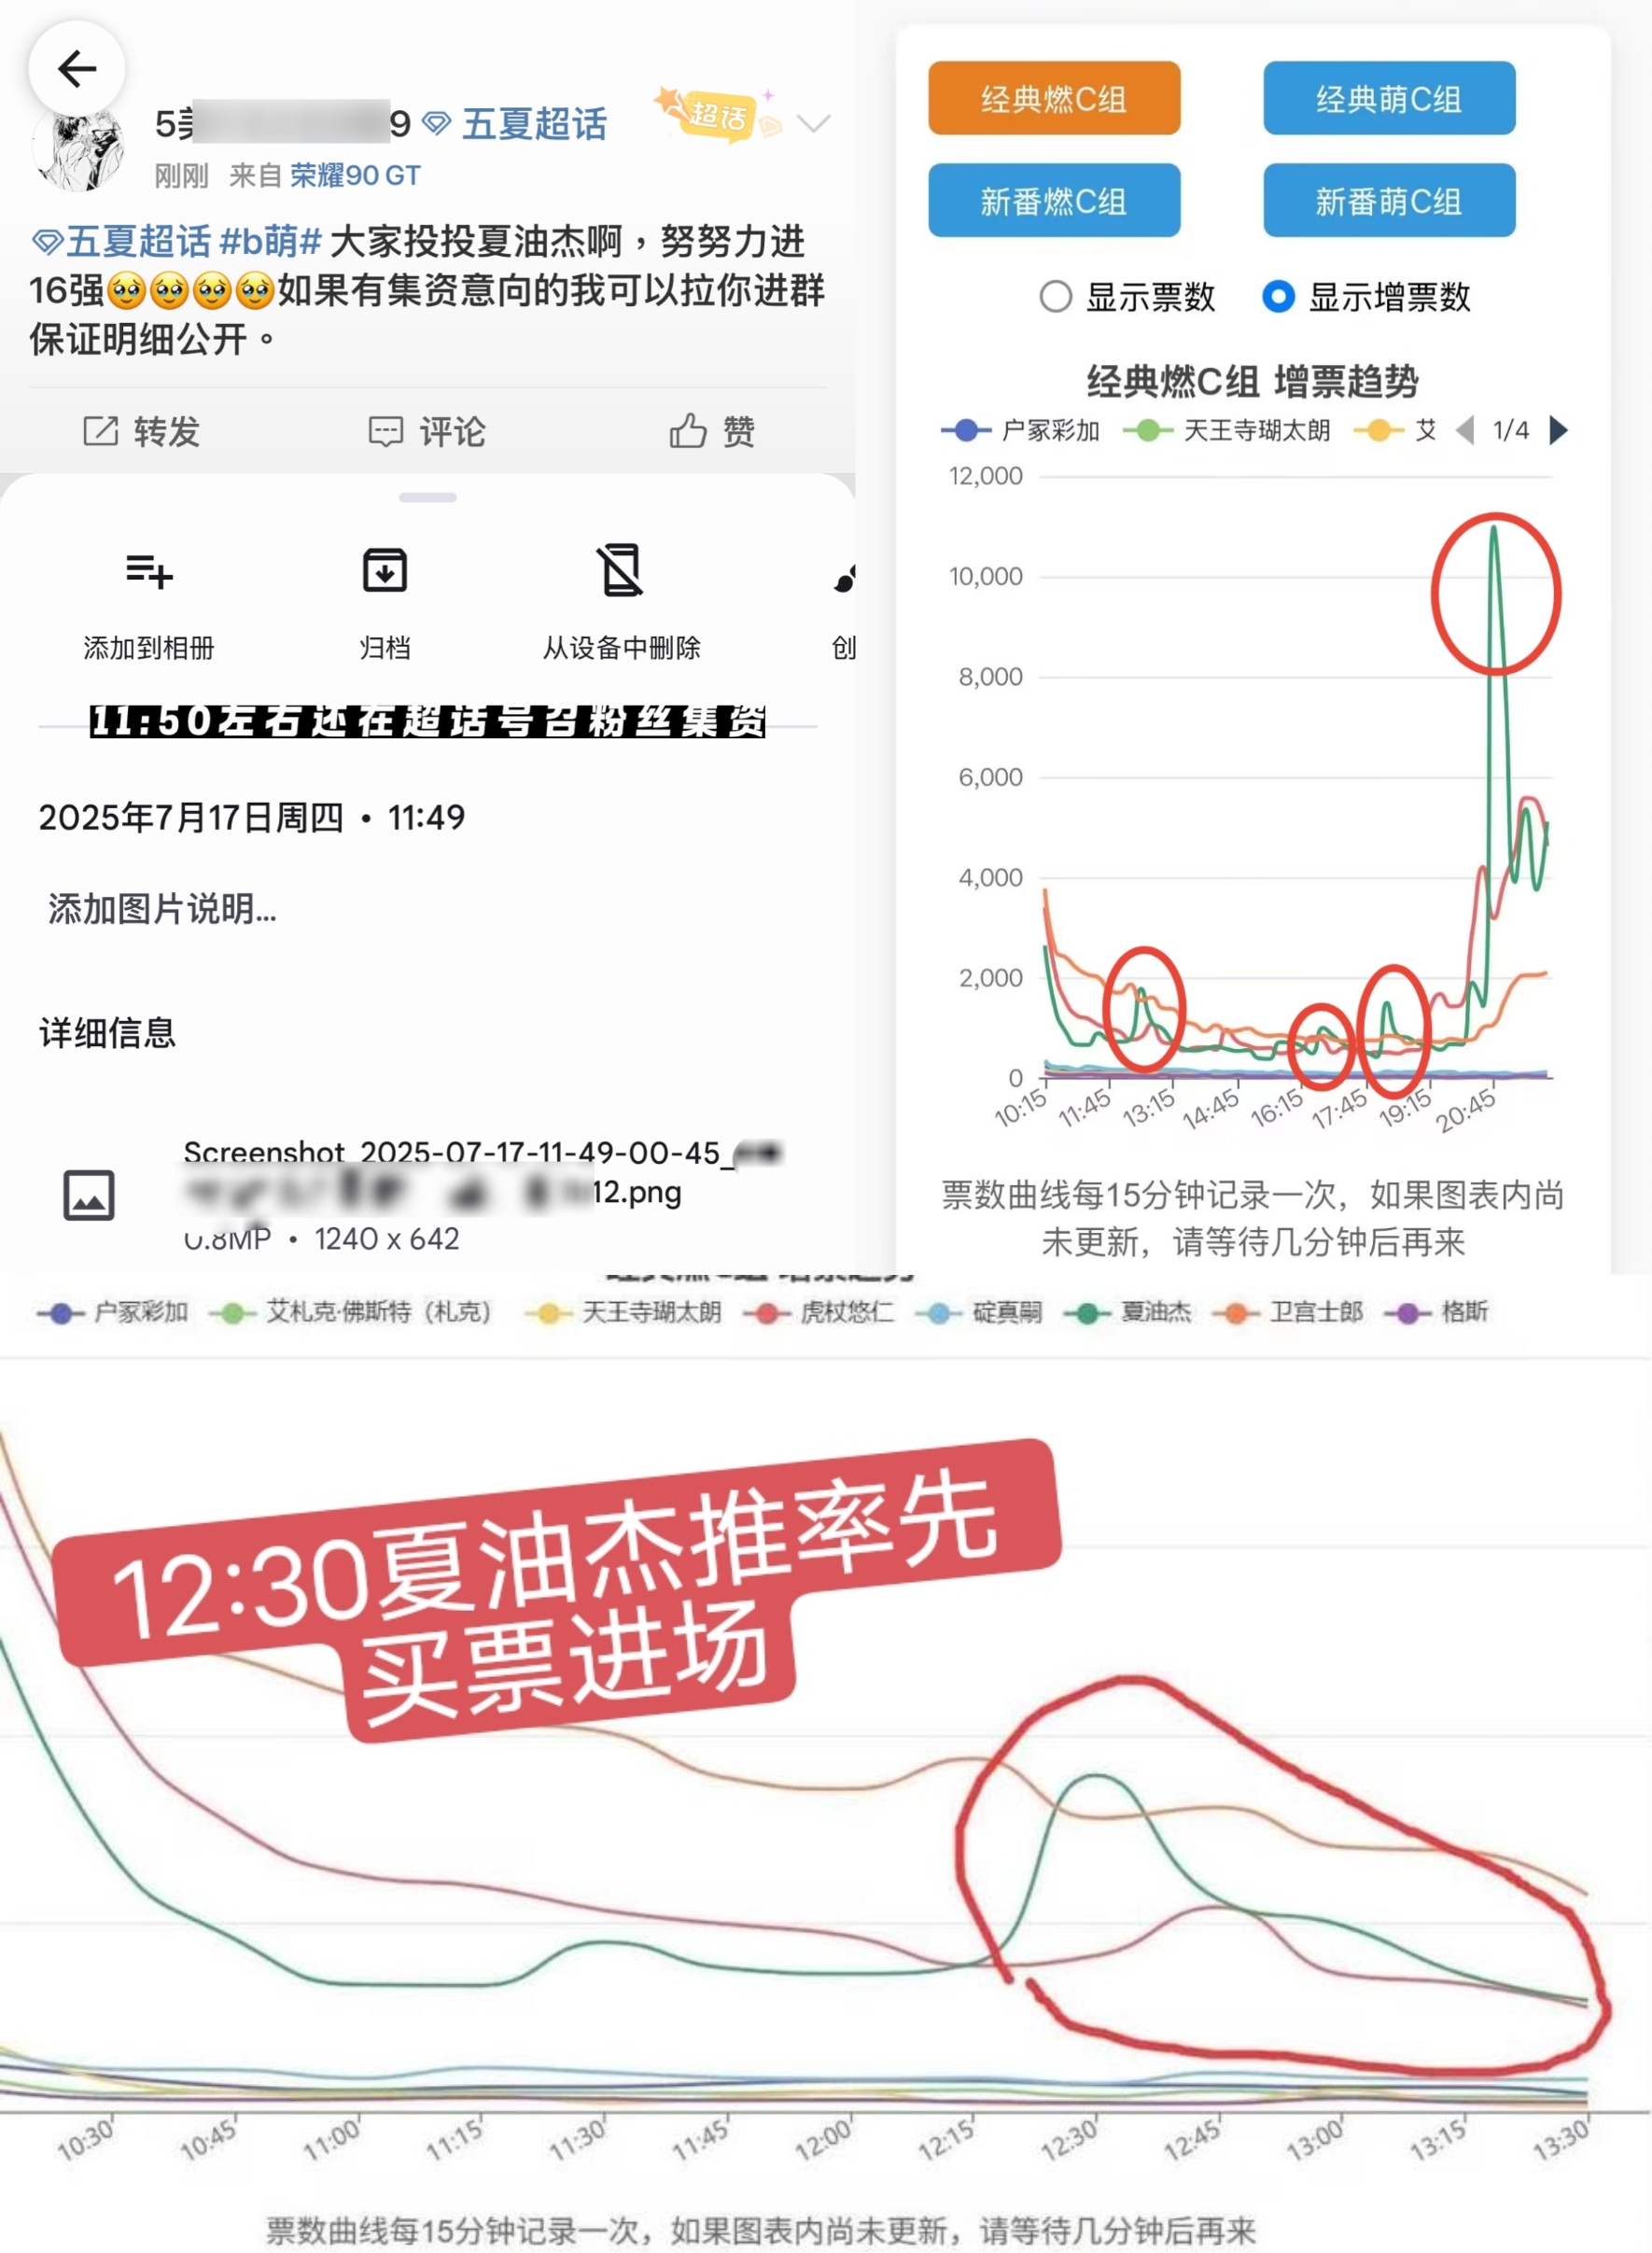 5美
9 五夏超话
超话
刚刚 来自 荣耀90 GT
五夏超话 #b萌# 大家投投夏油杰啊，努努力进
16强🥹🥹🥹🥹如果有集资意向的我可以拉你进群
保证明细公开。
转发 评论 赞
添加到相册 归档 从设备中删除 创
11:50左右还在超话号召粉丝集资
2025年7月17日周四 • 11:49
添加图片说明...
详细信息
Screenshot_2025-07-17-11-49-00-45_
12.png
0.8MP • 1240 x 642
经典燃C组 经典萌C组
新番燃C组 新番萌C组
显示票数 显示增票数
经典燃C组 增票趋势
户冢彩加 天王寺瑚太朗 艾 1/4
12,000
10,000
8,000
6,000
4,000
2,000
0
10:15 11:45 13:15 14:45 16:15 17:45 19:15 20:45
票数曲线每15分钟记录一次，如果图表内尚
未更新，请等待几分钟后再来
经典燃C组 增票趋势
户冢彩加 艾札克·佛斯特（札克） 天王寺瑚太朗 虎杖悠仁 碇真嗣 夏油杰 卫宫士郎 格斯
12:30夏油杰推率先
买票进场
10:30 10:45 11:00 11:15 11:30 11:45 12:00 12:15 12:30 12:45 13:00 13:15 13:30
票数曲线每15分钟记录一次，如果图表内尚未更新，请等待几分钟后再来